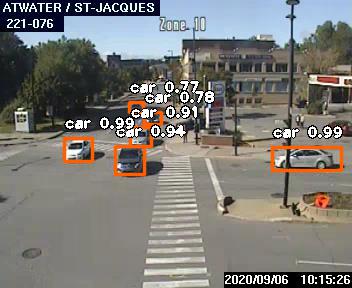 ATWATER / ST-JACQUES
221-076
Zone 10
car 0.77
car 0.78
car 0.91
car 0.99
car 0.94
car 0.99
2020/09/06 10:15:26